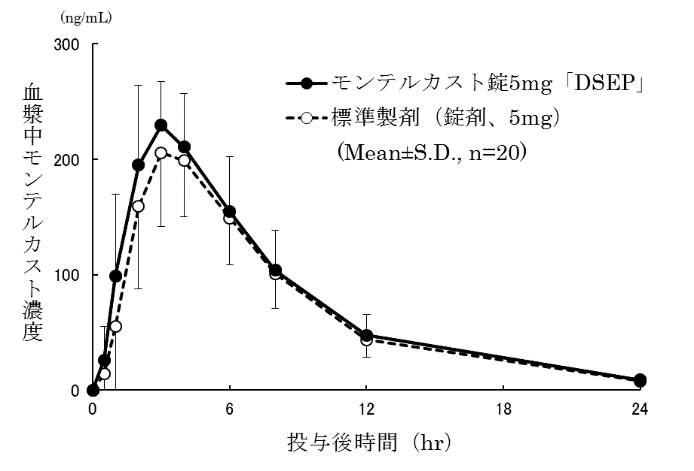 (ng/mL)
300
200
100
0
血漿中モンテルカスト濃度
モンテルカスト錠5mg「DSEP」
標準製剤（錠剤、5mg）
(Mean±S.D., n=20)
0 6 12 18 24
投与後時間（hr）